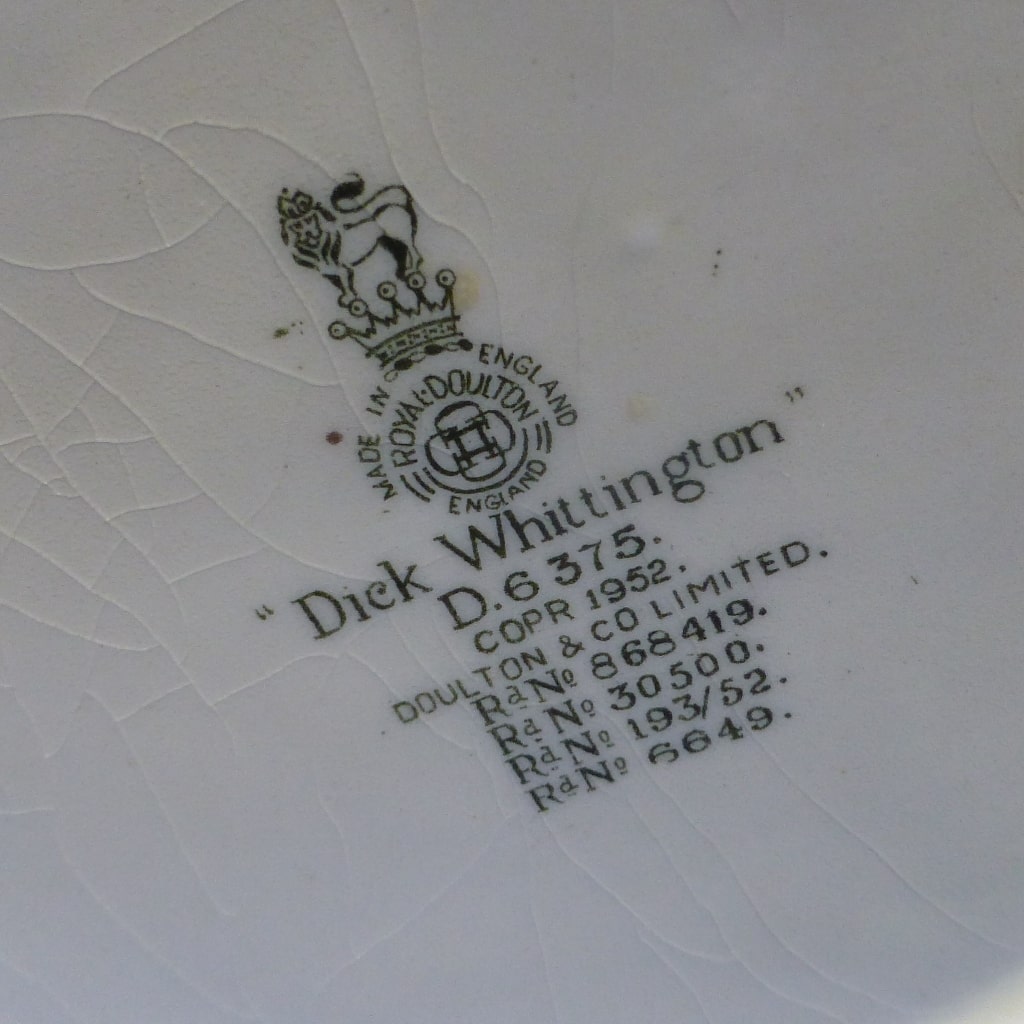 MADE IN ENGLAND
ROYAL·DOULTON
ENGLAND
"Dick Whittington"
D.6375.
COPR 1952.
DOULTON & CO LIMITED.
Rd. Nº 868419.
Rd. Nº 30500.
Rd. Nº 193/52.
Rd Nº 6649.